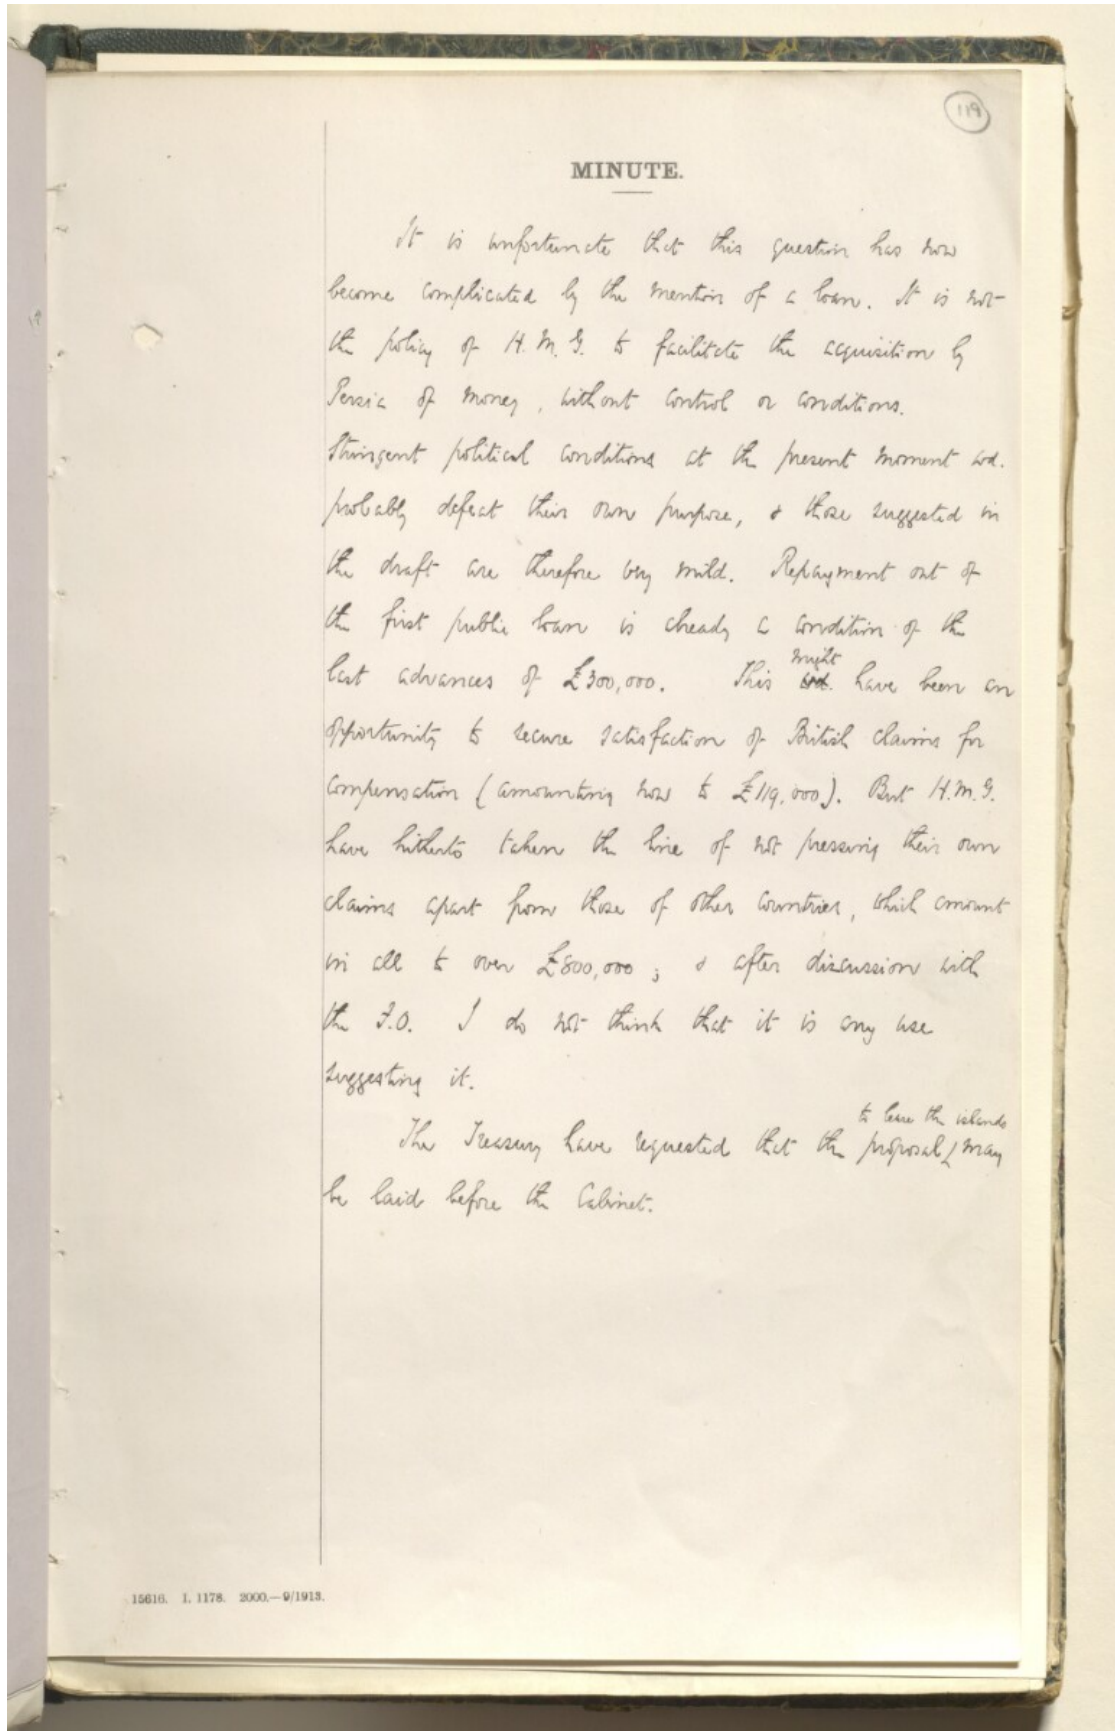 119
MINUTE.
It is unfortunate that this question has now
become complicated by the mention of a loan. It is not
the policy of H.M.G. to facilitate the acquisition by
Persia of money, without control or conditions.
Stringent political conditions at the present moment wd.
probably defeat their own purpose, & those suggested in
the draft are therefore very mild. Repayment out of
the first public loan is already a condition of the
last advances of £300,000. This might have been an
opportunity to secure satisfaction of British claims for
compensation (amounting now to £119,000). But H.M.G.
have hitherto taken the line of not pressing their own
claims apart from those of other countries, which amount
in all to over £800,000; & after discussion with
the F.O. I do not think that it is any use
suggesting it.
to lease the islands
The Treasury have requested that the proposal may
be laid before the Cabinet.
15616. I. 1178. 2000.—9/1913.